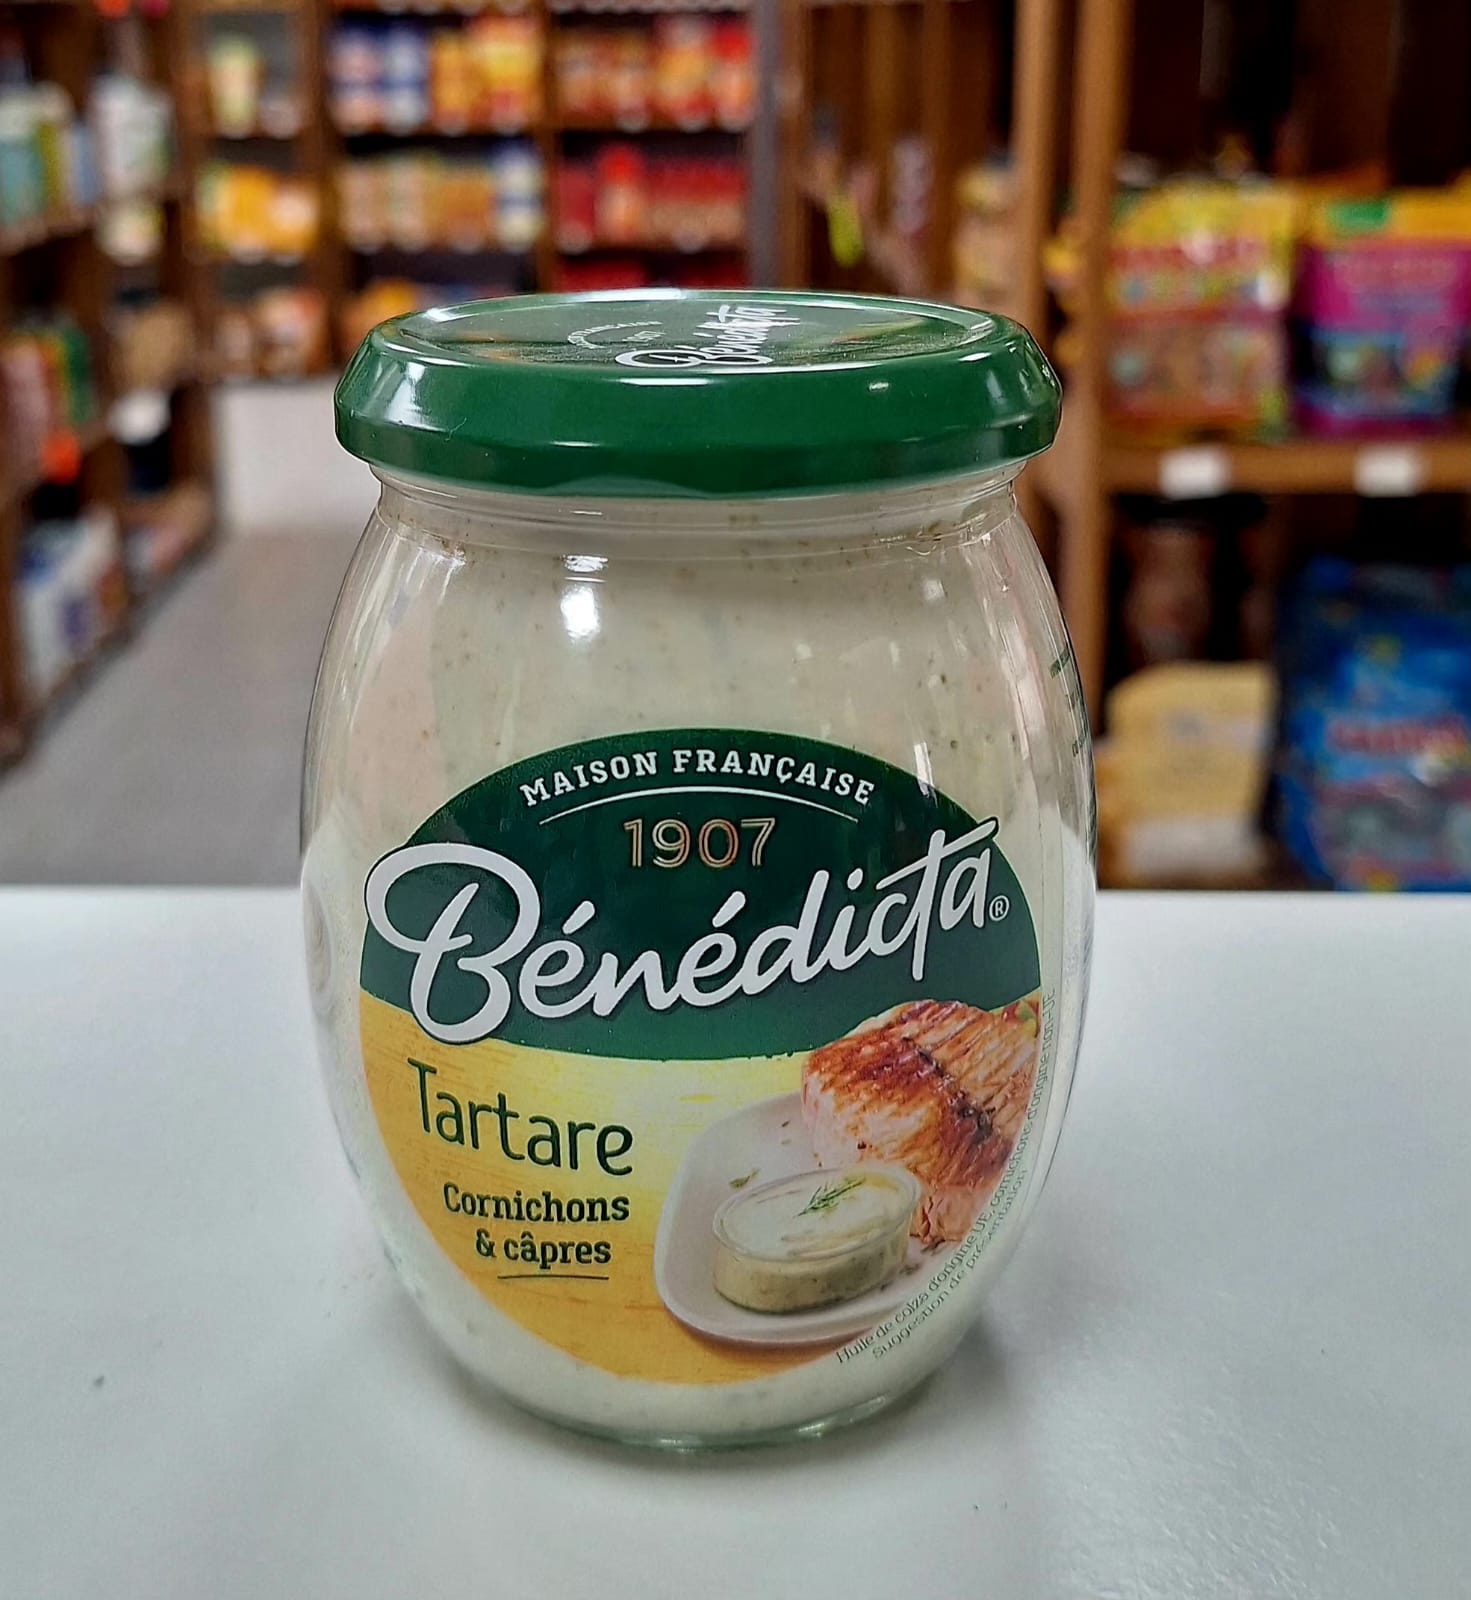 Bénédicta
MAISON FRANÇAISE
1907
Bénédicta®
Tartare
Cornichons
& câpres
Huile de colza d'origine UE, cornichons d'origine non-UE
Suggestion de présentation